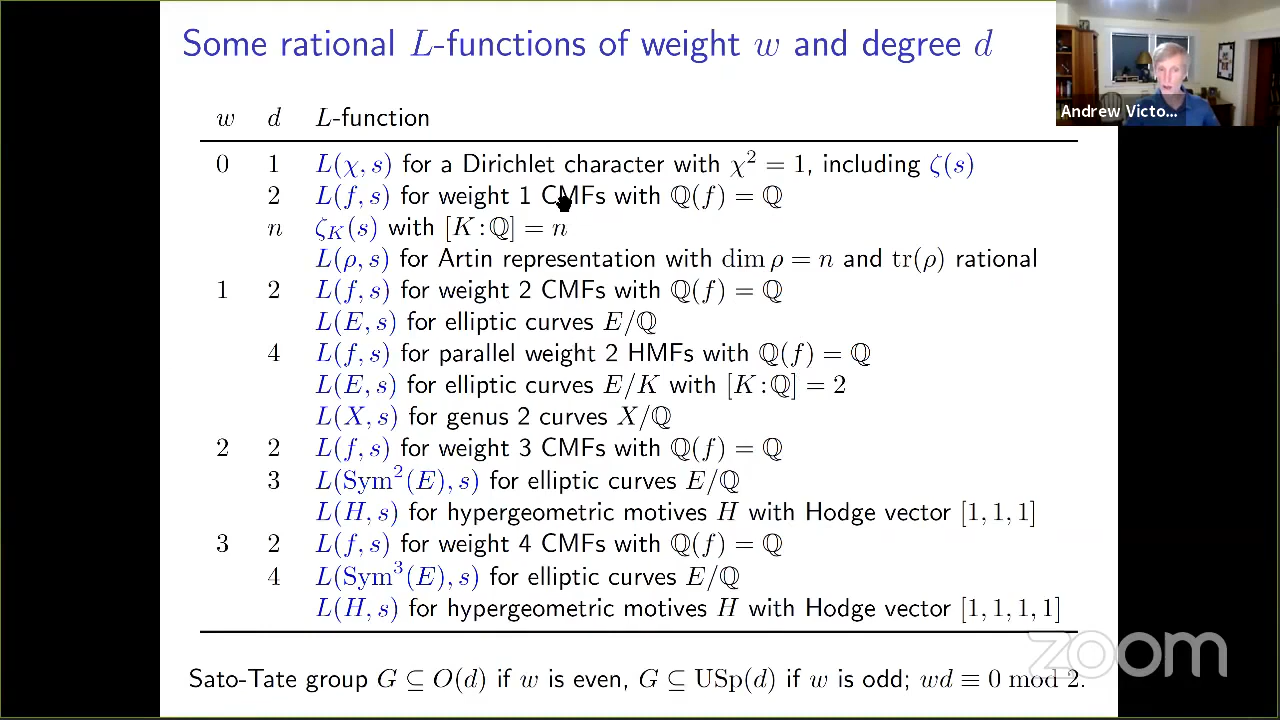 Some rational L-functions of weight w and degree d
Andrew Victo...
w d L-function
0 1 L(χ, s) for a Dirichlet character with χ² = 1, including ζ(s)
2 L(f, s) for weight 1 CMFs with ℚ(f) = ℚ
n ζ_K(s) with [K : ℚ] = n
L(ρ, s) for Artin representation with dim ρ = n and tr(ρ) rational
1 2 L(f, s) for weight 2 CMFs with ℚ(f) = ℚ
L(E, s) for elliptic curves E/ℚ
4 L(f, s) for parallel weight 2 HMFs with ℚ(f) = ℚ
L(E, s) for elliptic curves E/K with [K : ℚ] = 2
L(X, s) for genus 2 curves X/ℚ
2 2 L(f, s) for weight 3 CMFs with ℚ(f) = ℚ
3 L(Sym²(E), s) for elliptic curves E/ℚ
L(H, s) for hypergeometric motives H with Hodge vector [1, 1, 1]
3 2 L(f, s) for weight 4 CMFs with ℚ(f) = ℚ
4 L(Sym³(E), s) for elliptic curves E/ℚ
L(H, s) for hypergeometric motives H with Hodge vector [1, 1, 1, 1]
zoom
Sato-Tate group G ⊆ O(d) if w is even, G ⊆ USp(d) if w is odd; wd ≡ 0 mod 2.